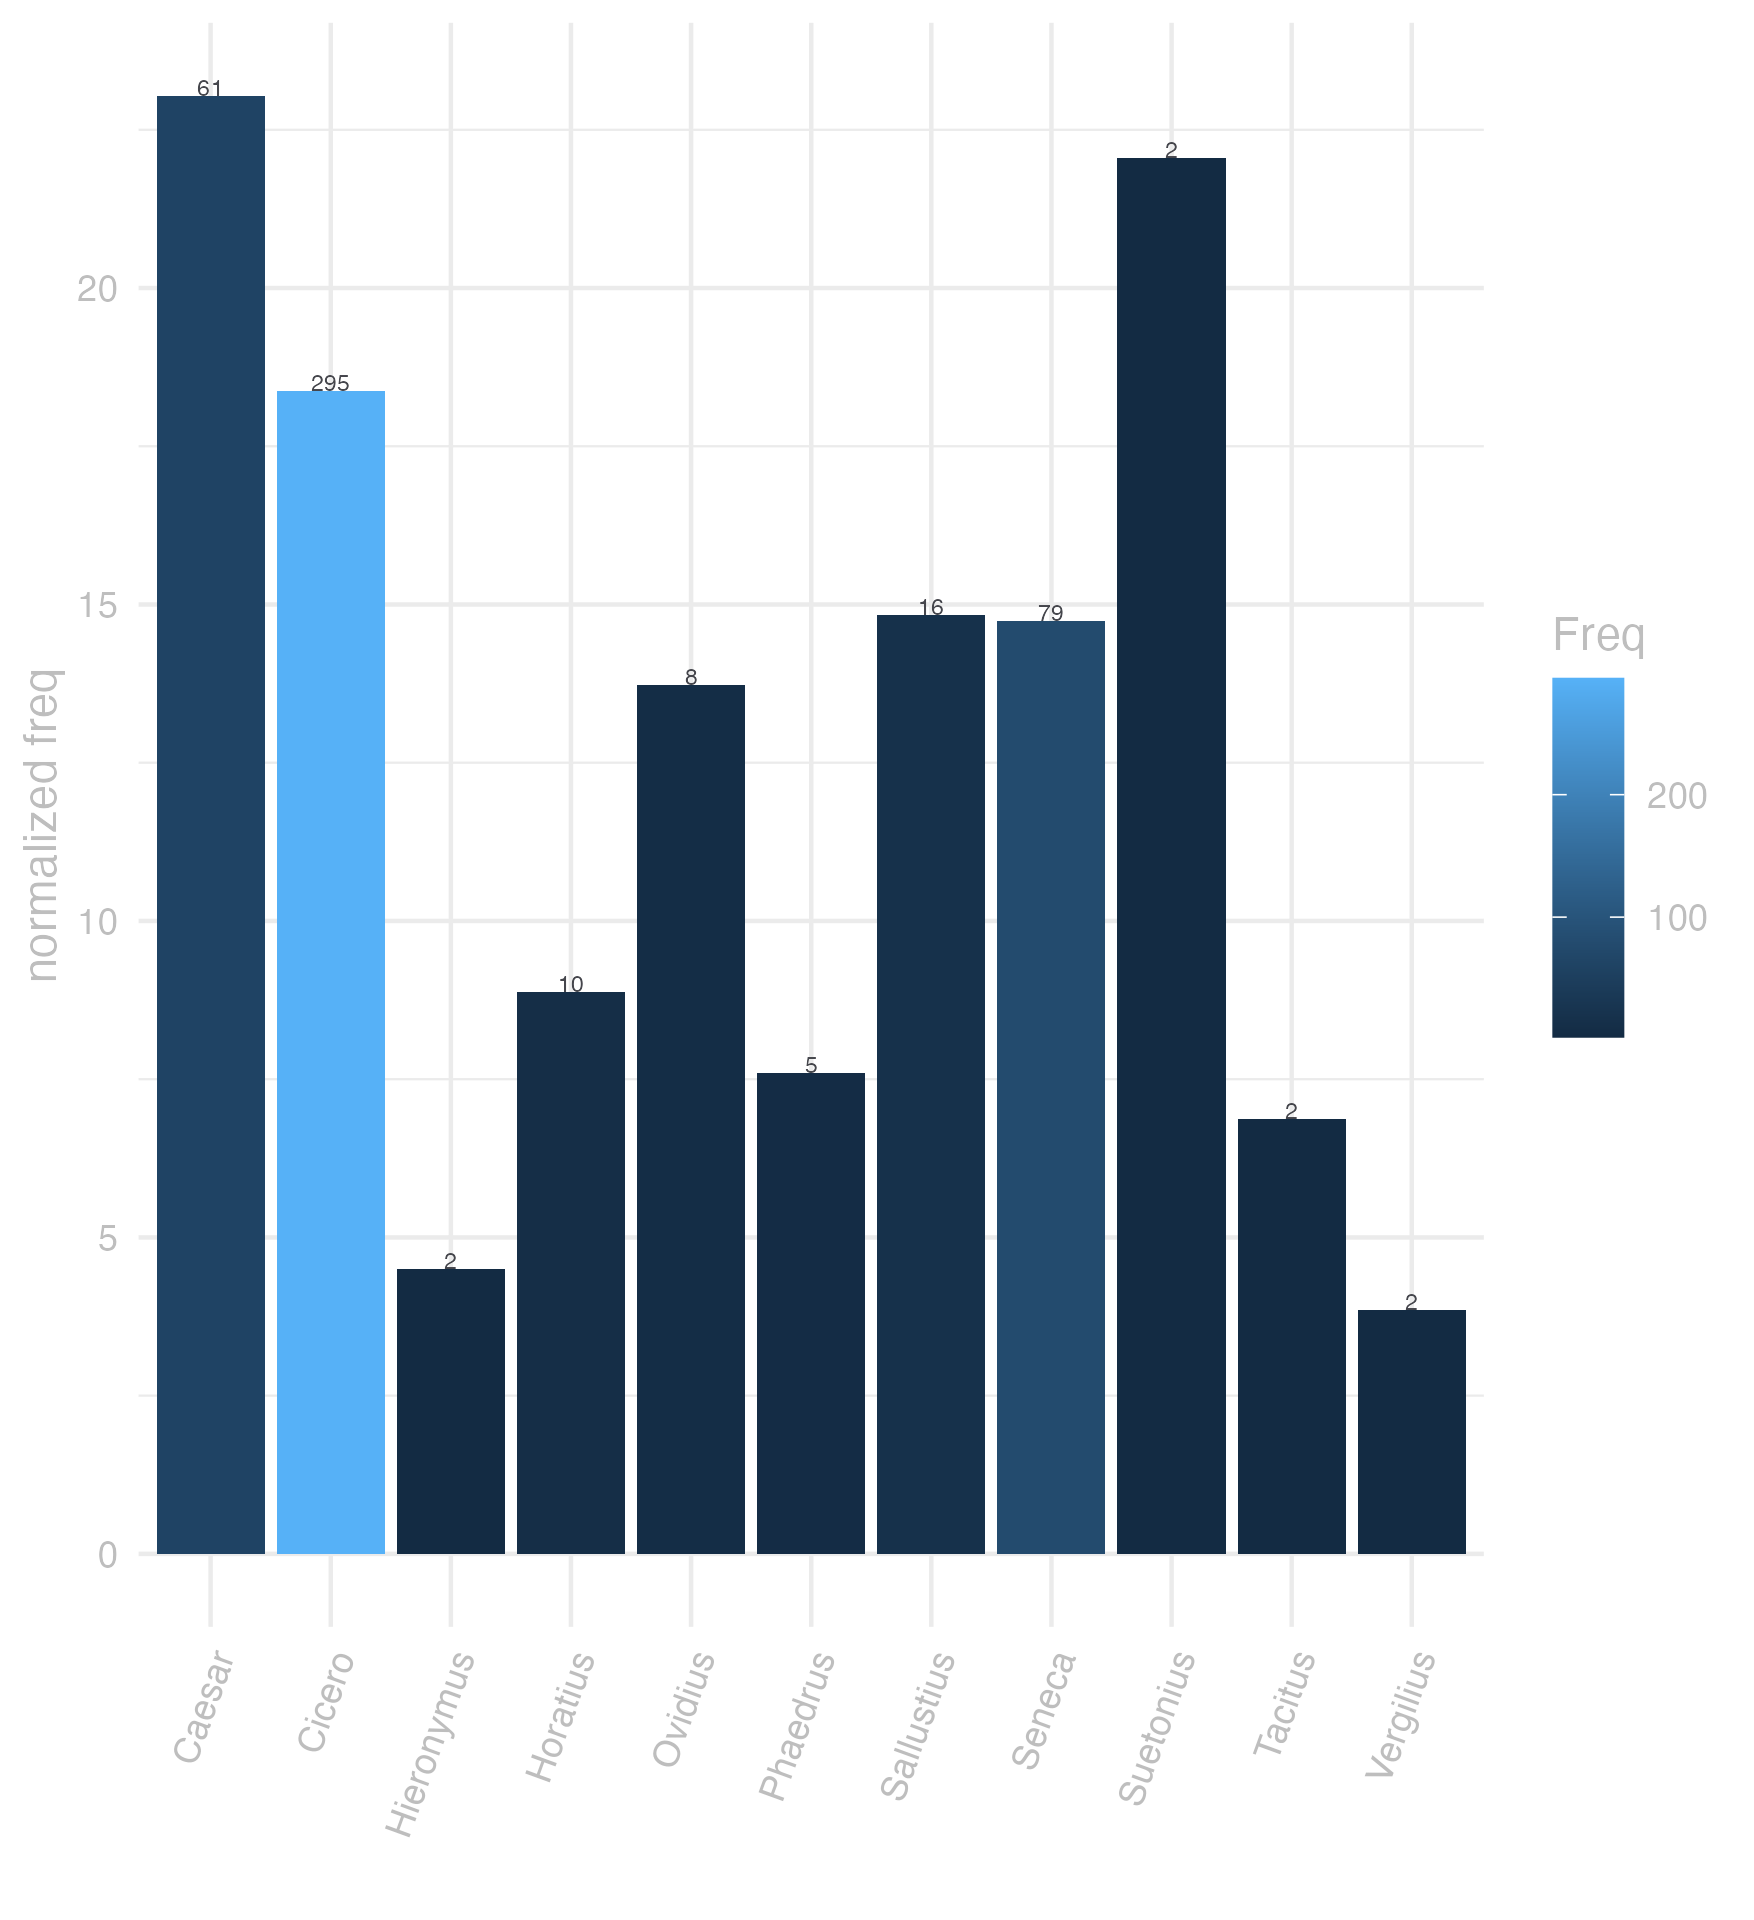 61
2
20
295
15
16
79
8
normalized freq
10
10
5
2
5
2
2
0
Freq
200
100
Caesar
Cicero
Hieronymus
Horatius
Ovidius
Phaedrus
Sallustius
Seneca
Suetonius
Tacitus
Vergilius